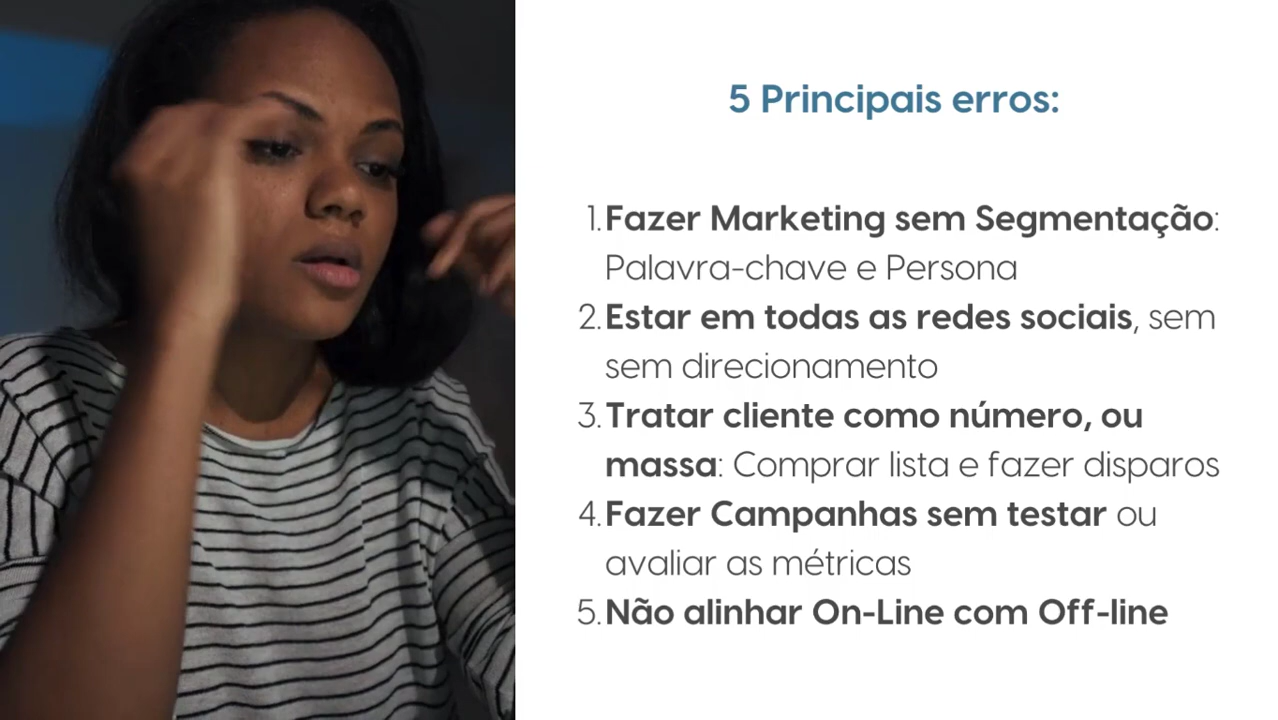 5 Principais erros:
1. Fazer Marketing sem Segmentação:
Palavra-chave e Persona
2. Estar em todas as redes sociais, sem
sem direcionamento
3. Tratar cliente como número, ou
massa: Comprar lista e fazer disparos
4. Fazer Campanhas sem testar ou
avaliar as métricas
5. Não alinhar On-Line com Off-line